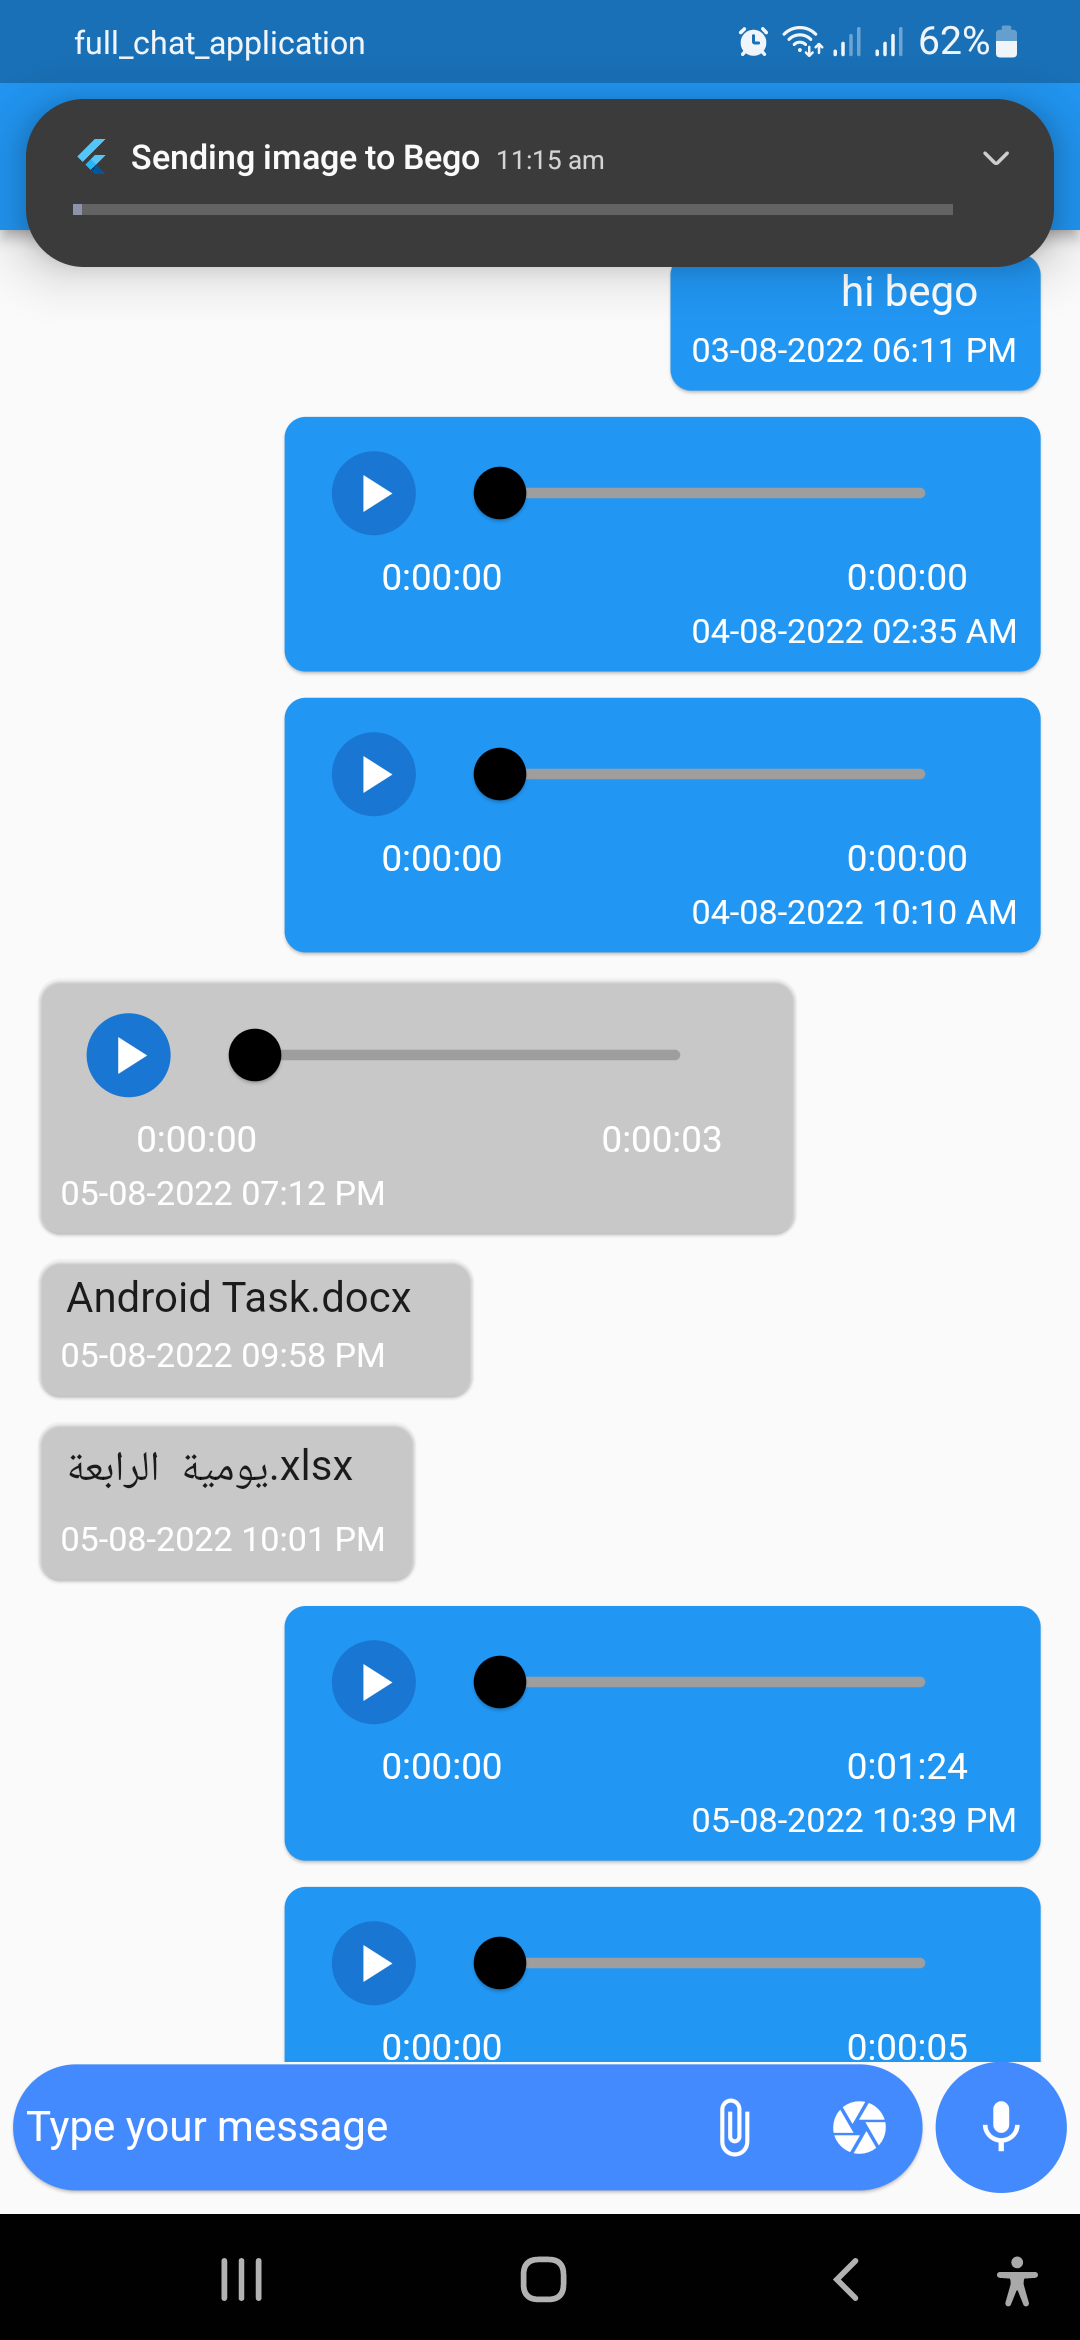 full_chat_application 62%
Sending image to Bego 11:15 am
hi bego
03-08-2022 06:11 PM
0:00:00 0:00:00
04-08-2022 02:35 AM
0:00:00 0:00:00
04-08-2022 10:10 AM
0:00:00 0:00:03
05-08-2022 07:12 PM
Android Task.docx
05-08-2022 09:58 PM
يومية الرابعة.xlsx
05-08-2022 10:01 PM
0:00:00 0:01:24
05-08-2022 10:39 PM
0:00:00 0:00:05
Type your message